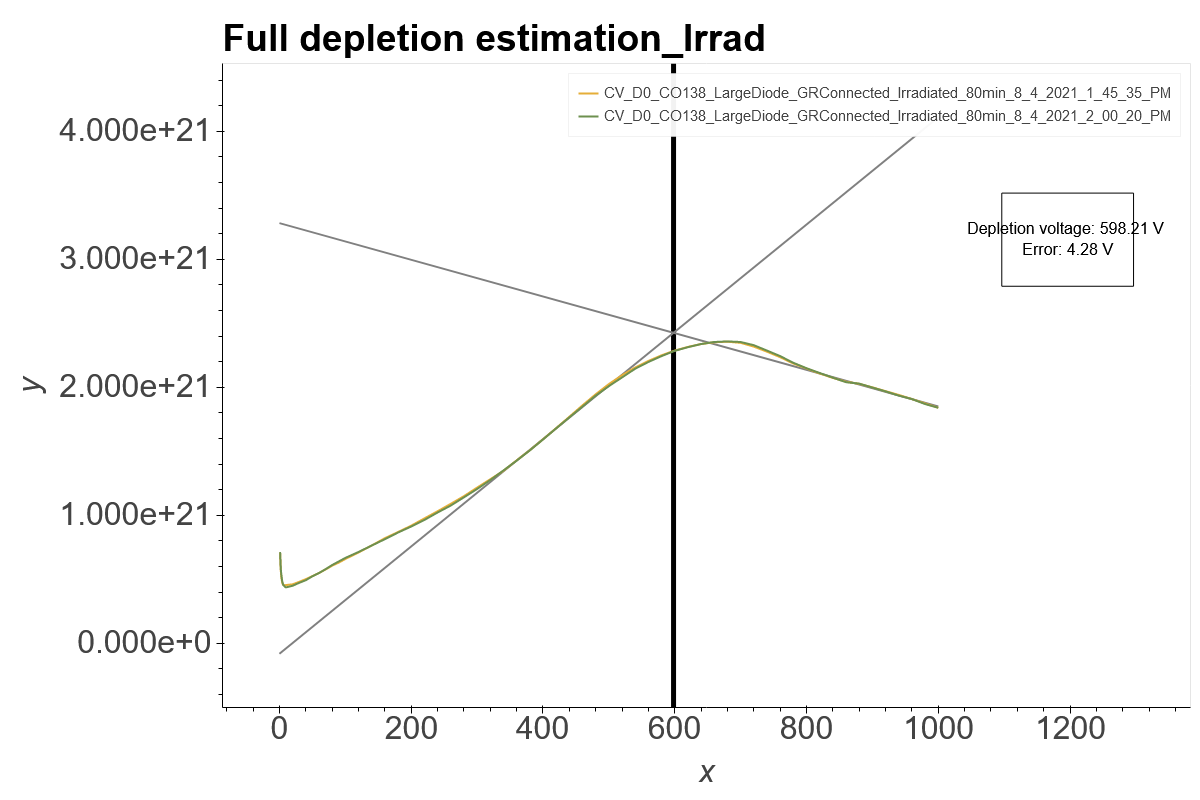 Full depletion estimation_Irrad
CV_D0_CO138_LargeDiode_GRConnected_Irradiated_80min_8_4_2021_1_45_35_PM
CV_D0_CO138_LargeDiode_GRConnected_Irradiated_80min_8_4_2021_2_00_20_PM
4.000e+21
3.000e+21
2.000e+21
1.000e+21
0.000e+0
y
Depletion voltage: 598.21 V
Error: 4.28 V
0 200 400 600 800 1000 1200
x